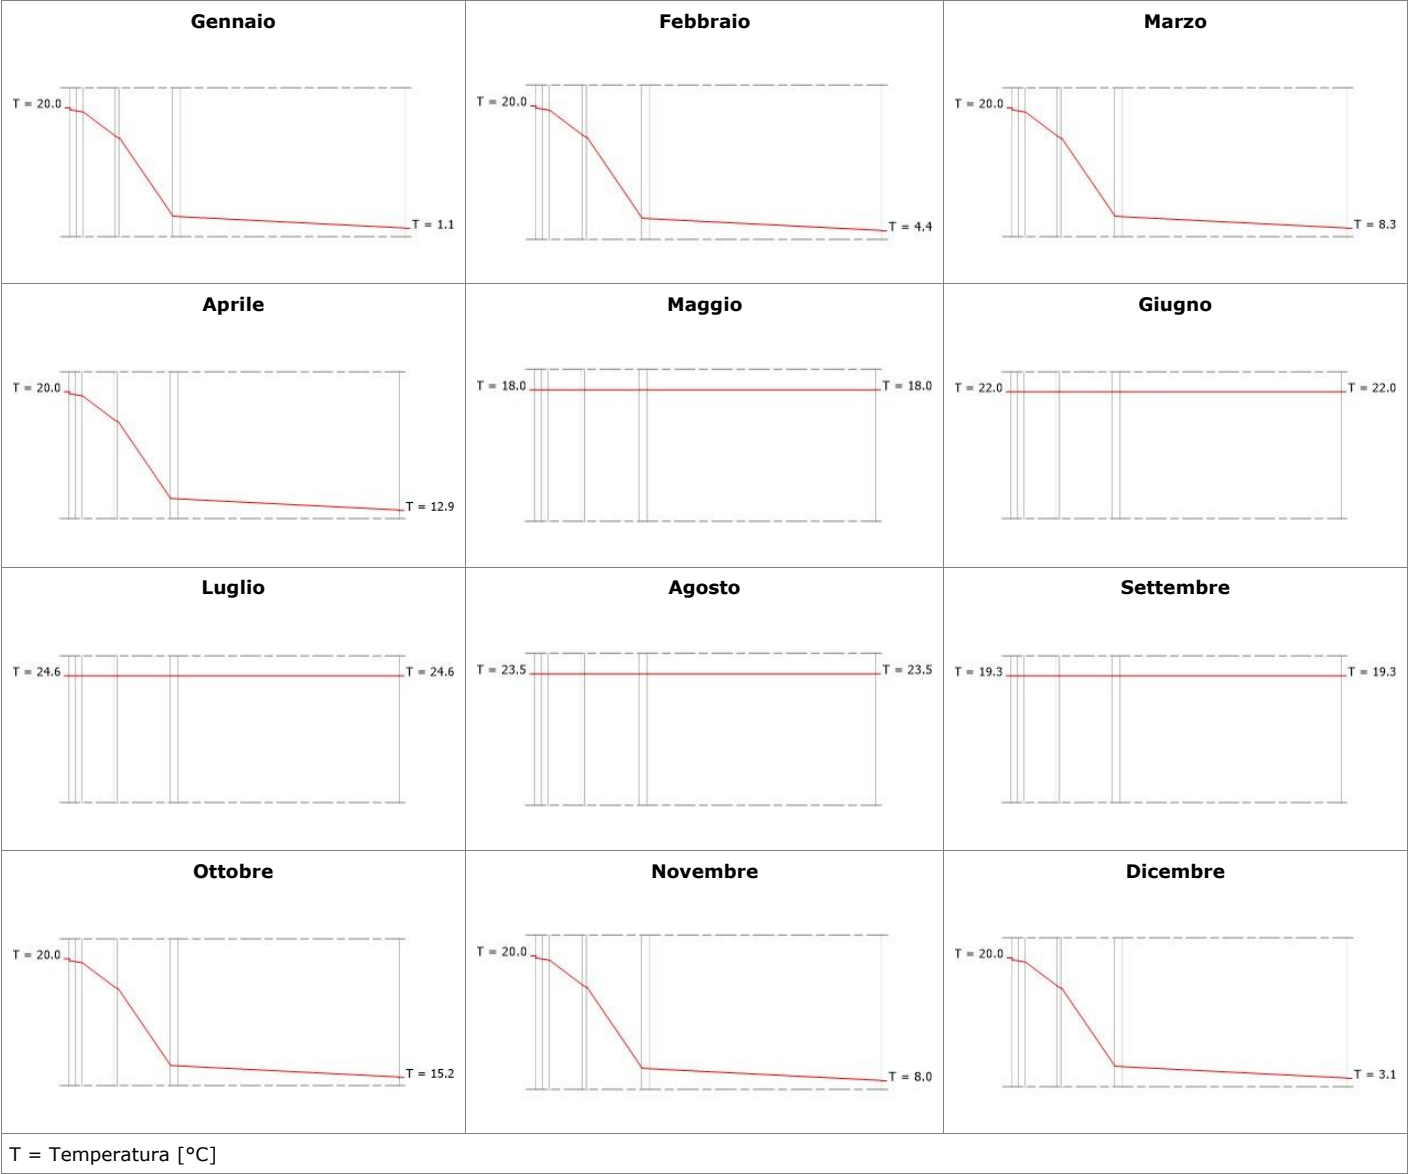 Gennaio
Febbraio
Marzo
T = 20.0
T = 1.1
T = 20.0
T = 4.4
T = 20.0
T = 8.3
Aprile
Maggio
Giugno
T = 20.0
T = 12.9
T = 18.0
T = 18.0
T = 22.0
T = 22.0
Luglio
Agosto
Settembre
T = 24.6
T = 24.6
T = 23.5
T = 23.5
T = 19.3
T = 19.3
Ottobre
Novembre
Dicembre
T = 20.0
T = 15.2
T = 20.0
T = 8.0
T = 20.0
T = 3.1
T = Temperatura [°C]